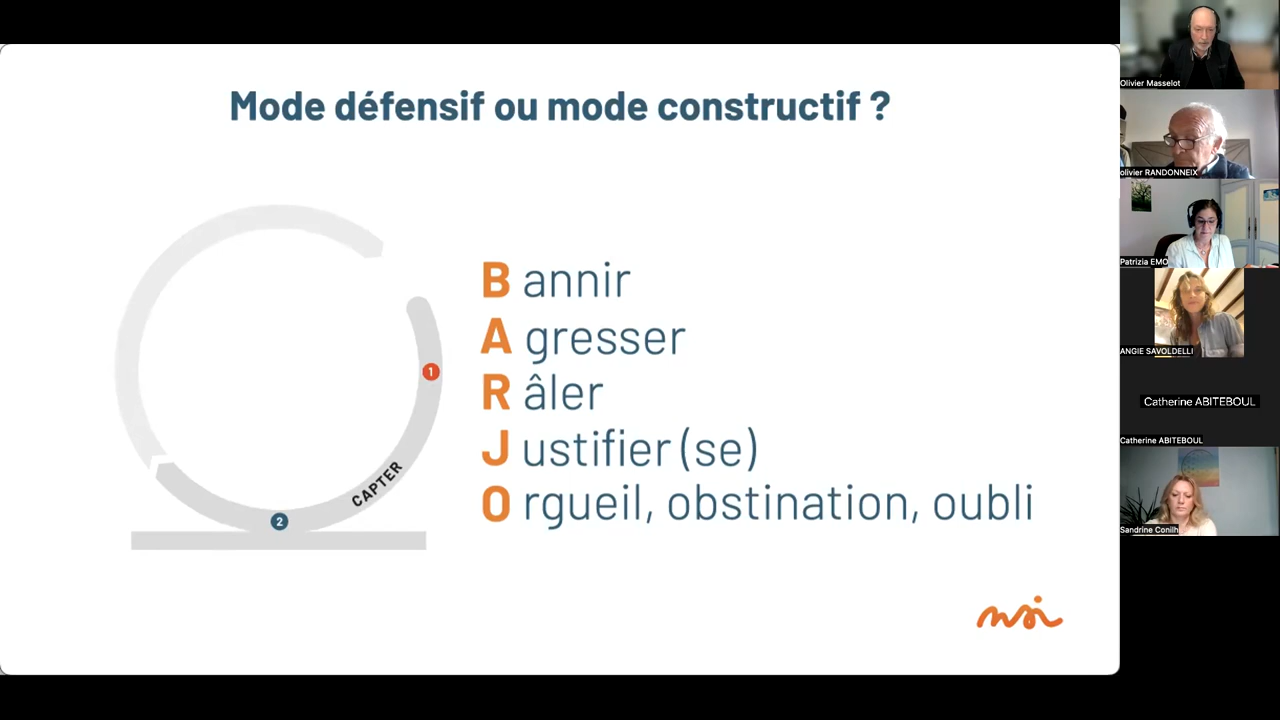 Mode défensif ou mode constructif ?
B annir
A gresser
R âler
J ustifier (se)
O rgueil, obstination, oubli
1
CAPTER
2
Olivier Masselot
olivier RANDONNEIX
Patrizia EMO
ANGIE SAVOLDELLI
Catherine ABITEBOUL
Catherine ABITEBOUL
Sandrine Conilh